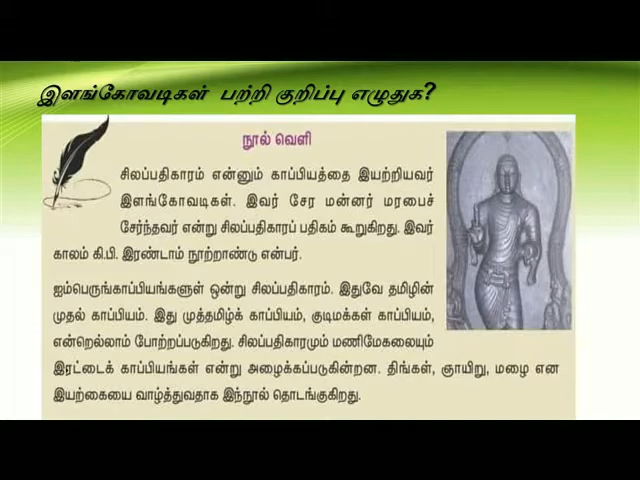 இளங்கோவடிகள் பற்றி குறிப்பு எழுதுக?
நூல் வெளி
சிலப்பதிகாரம் என்னும் காப்பியத்தை இயற்றியவர்
இளங்கோவடிகள். இவர் சேர மன்னர் மரபைச்
சேர்ந்தவர் என்று சிலப்பதிகாரப் பதிகம் கூறுகிறது. இவர்
காலம் கி.பி. இரண்டாம் நூற்றாண்டு என்பர்.
ஐம்பெருங்காப்பியங்களுள் ஒன்று சிலப்பதிகாரம். இதுவே தமிழின்
முதல் காப்பியம். இது முத்தமிழ்க் காப்பியம், குடிமக்கள் காப்பியம்,
என்றெல்லாம் போற்றப்படுகிறது. சிலப்பதிகாரமும் மணிமேகலையும்
இரட்டைக் காப்பியங்கள் என்று அழைக்கப்படுகின்றன. திங்கள், ஞாயிறு, மழை என
இயற்கையை வாழ்த்துவதாக இந்நூல் தொடங்குகிறது.